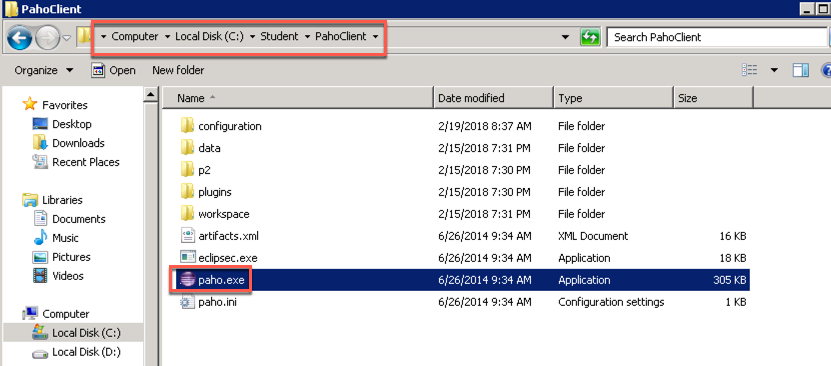 PahoClient
Computer Local Disk (C:) Student PahoClient Search PahoClient
Organize Open New folder
Name Date modified Type Size
Favorites
Desktop
Downloads
Recent Places
Libraries
Documents
Music
Pictures
Videos
Computer
Local Disk (C:)
Local Disk (D:)
configuration 2/19/2018 8:37 AM File folder
data 2/15/2018 7:31 PM File folder
p2 2/15/2018 7:30 PM File folder
plugins 2/15/2018 7:30 PM File folder
workspace 2/15/2018 7:31 PM File folder
artifacts.xml 6/26/2014 9:34 AM XML Document 16 KB
eclipsec.exe 6/26/2014 9:34 AM Application 18 KB
paho.exe 6/26/2014 9:34 AM Application 305 KB
paho.ini 6/26/2014 9:34 AM Configuration settings 1 KB